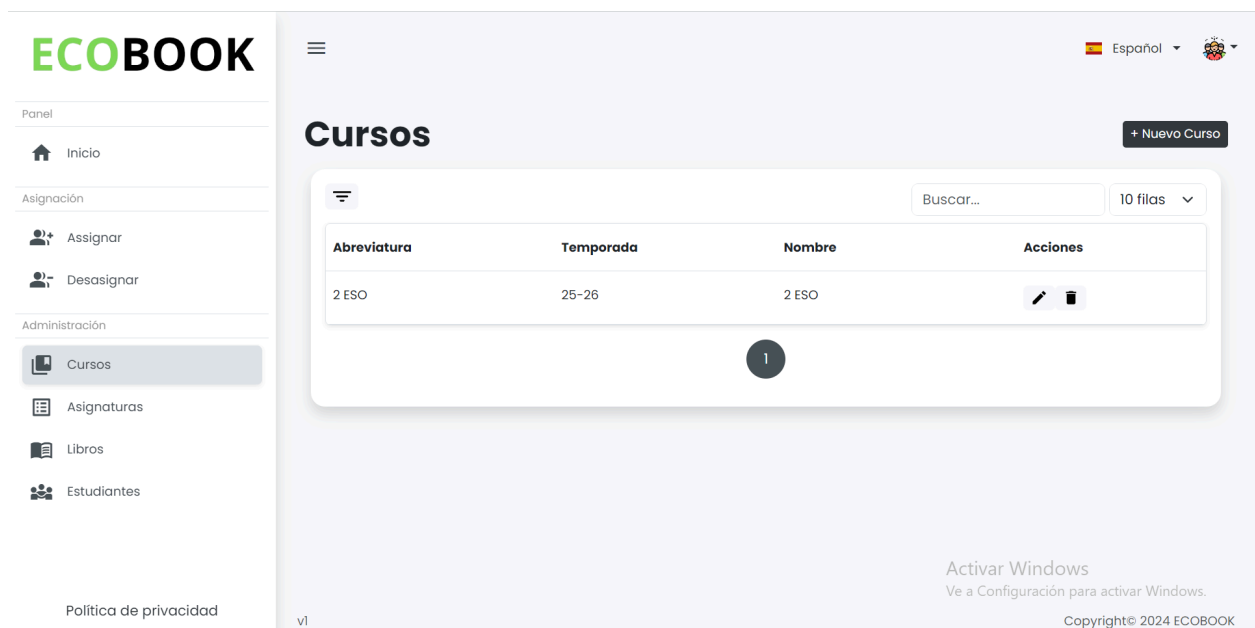 ECOBOOK
Español
Panel
Inicio
Asignación
Assignar
Desasignar
Administración
Cursos
Asignaturas
Libros
Estudiantes
Política de privacidad
Cursos
+ Nuevo Curso
Buscar...
10 filas
Abreviatura Temporada Nombre Acciones
2 ESO 25-26 2 ESO
1
Activar Windows
Ve a Configuración para activar Windows.
v1
Copyright© 2024 ECOBOOK